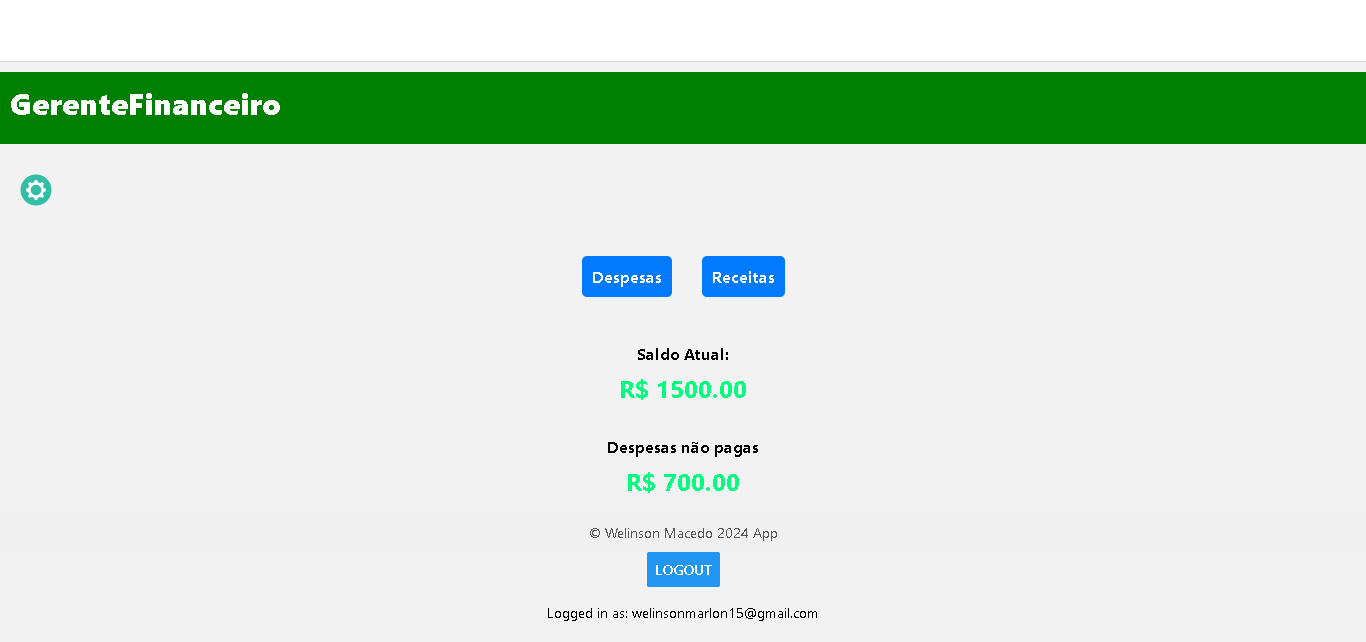 GerenteFinanceiro
Despesas Receitas
Saldo Atual:
R$ 1500.00
Despesas não pagas
R$ 700.00
© Welinson Macedo 2024 App
LOGOUT
Logged in as: welinsonmarlon15@gmail.com